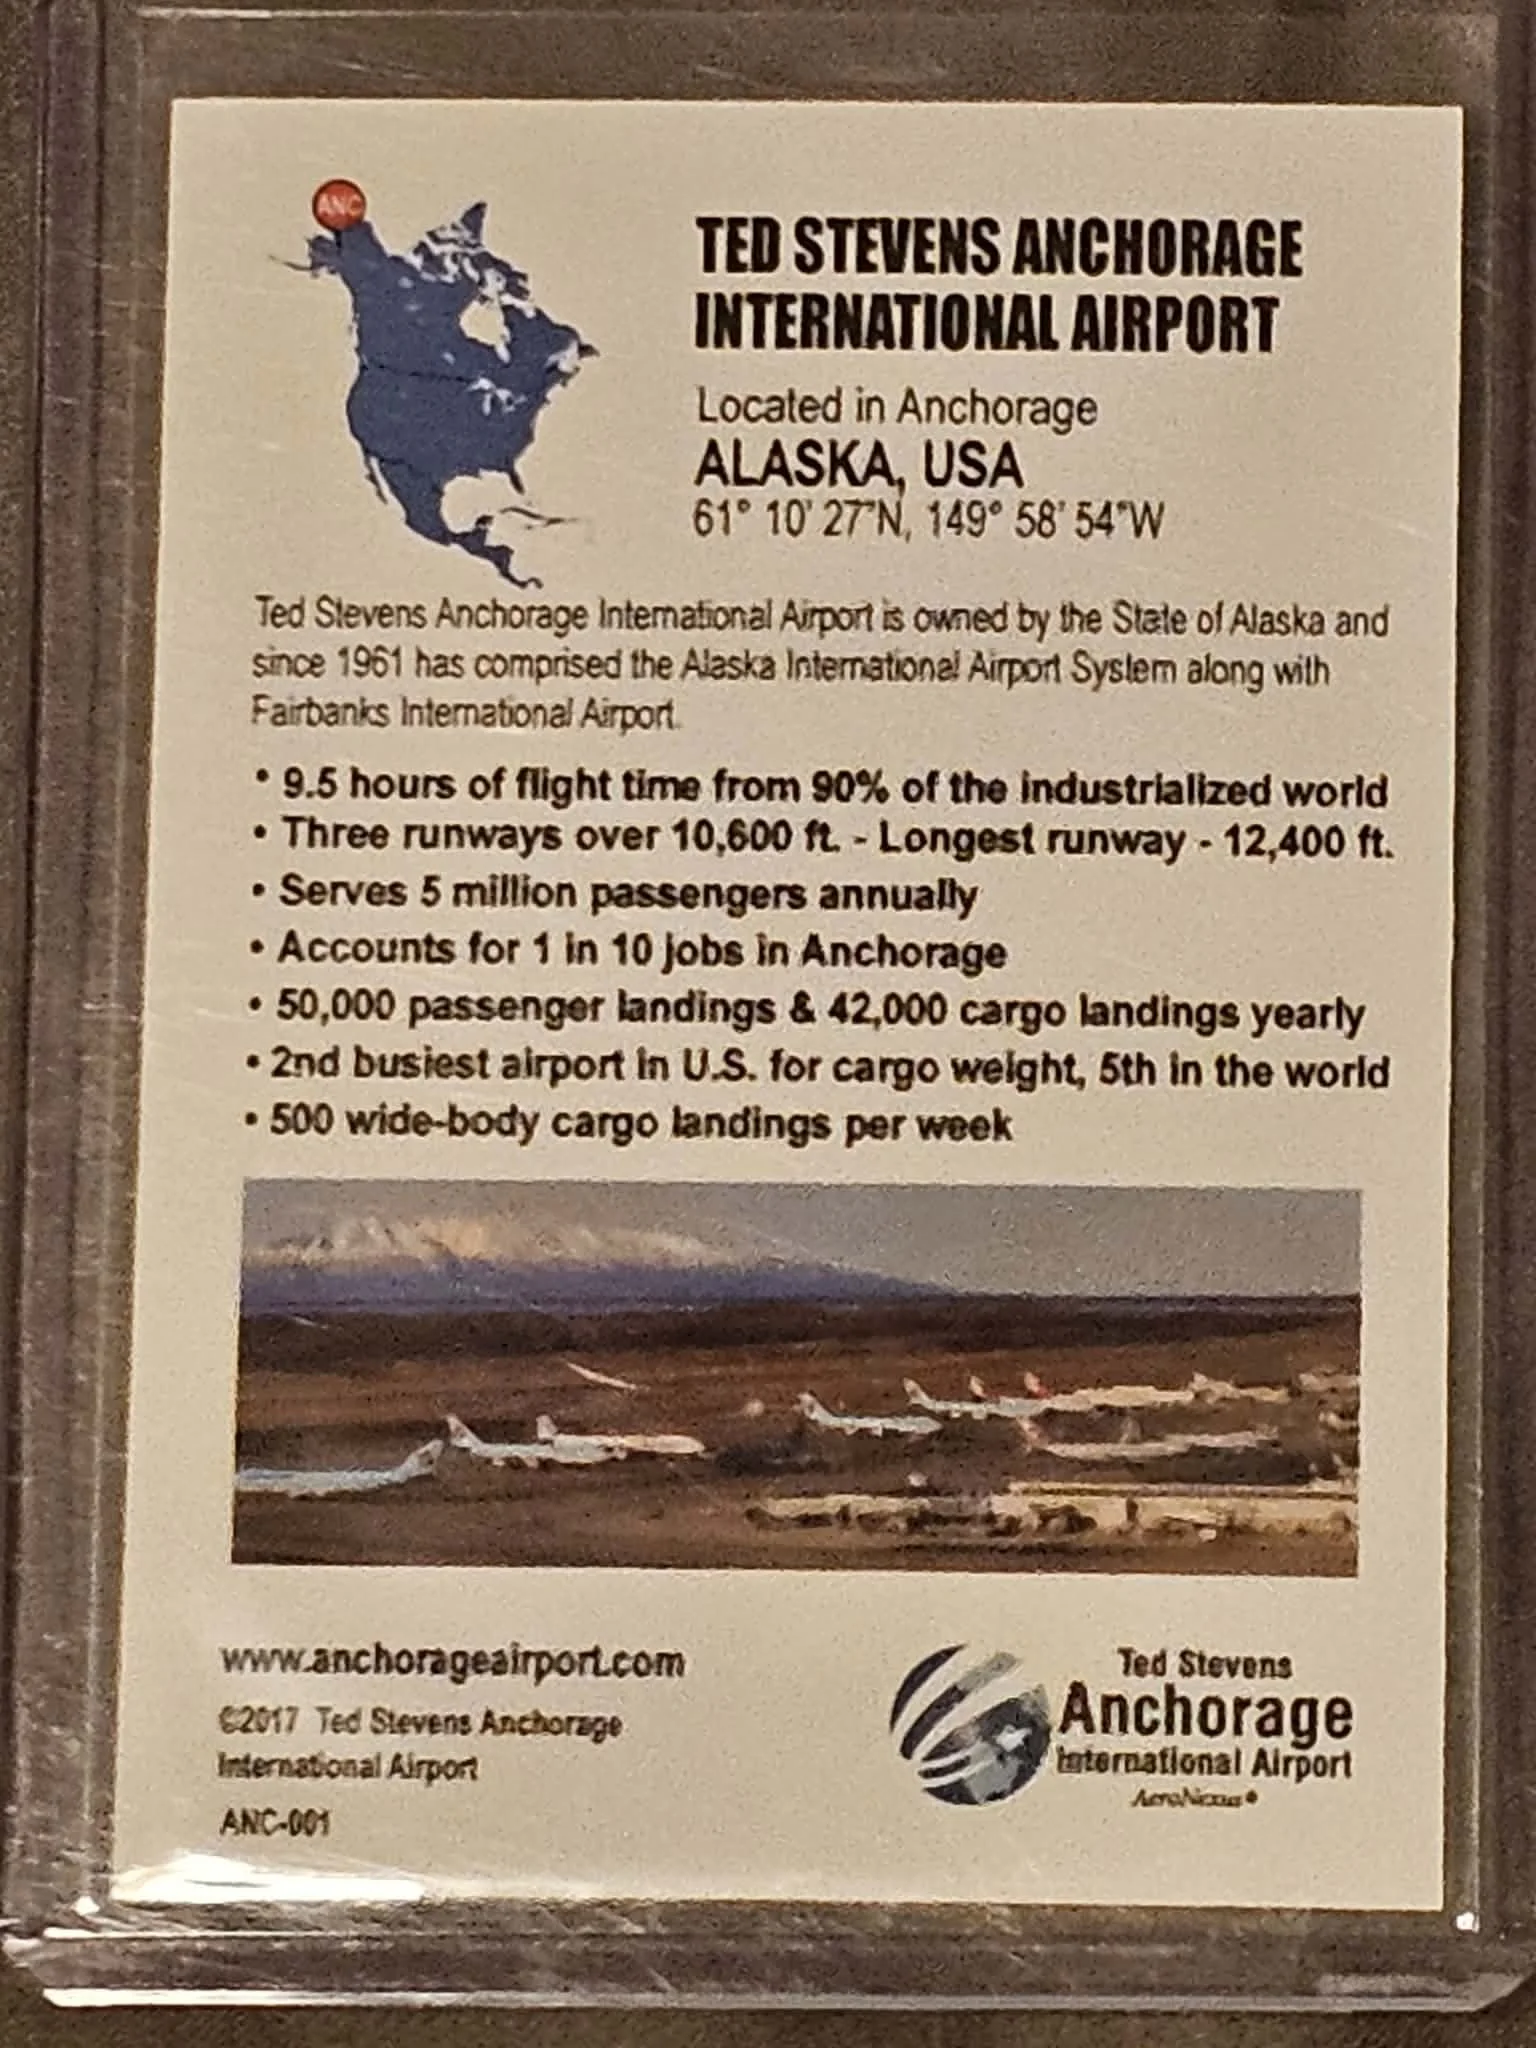 ANC
TED STEVENS ANCHORAGE
INTERNATIONAL AIRPORT
Located in Anchorage
ALASKA, USA
61° 10' 27"N, 149° 58' 54"W
Ted Stevens Anchorage International Airport is owned by the State of Alaska and
since 1961 has comprised the Alaska International Airport System along with
Fairbanks International Airport.
• 9.5 hours of flight time from 90% of the industrialized world
• Three runways over 10,600 ft. - Longest runway - 12,400 ft.
• Serves 5 million passengers annually
• Accounts for 1 in 10 jobs in Anchorage
• 50,000 passenger landings & 42,000 cargo landings yearly
• 2nd busiest airport in U.S. for cargo weight, 5th in the world
• 500 wide-body cargo landings per week
www.anchorageairport.com
©2017 Ted Stevens Anchorage
International Airport
ANC-001
Ted Stevens
Anchorage
International Airport
AeroNexus